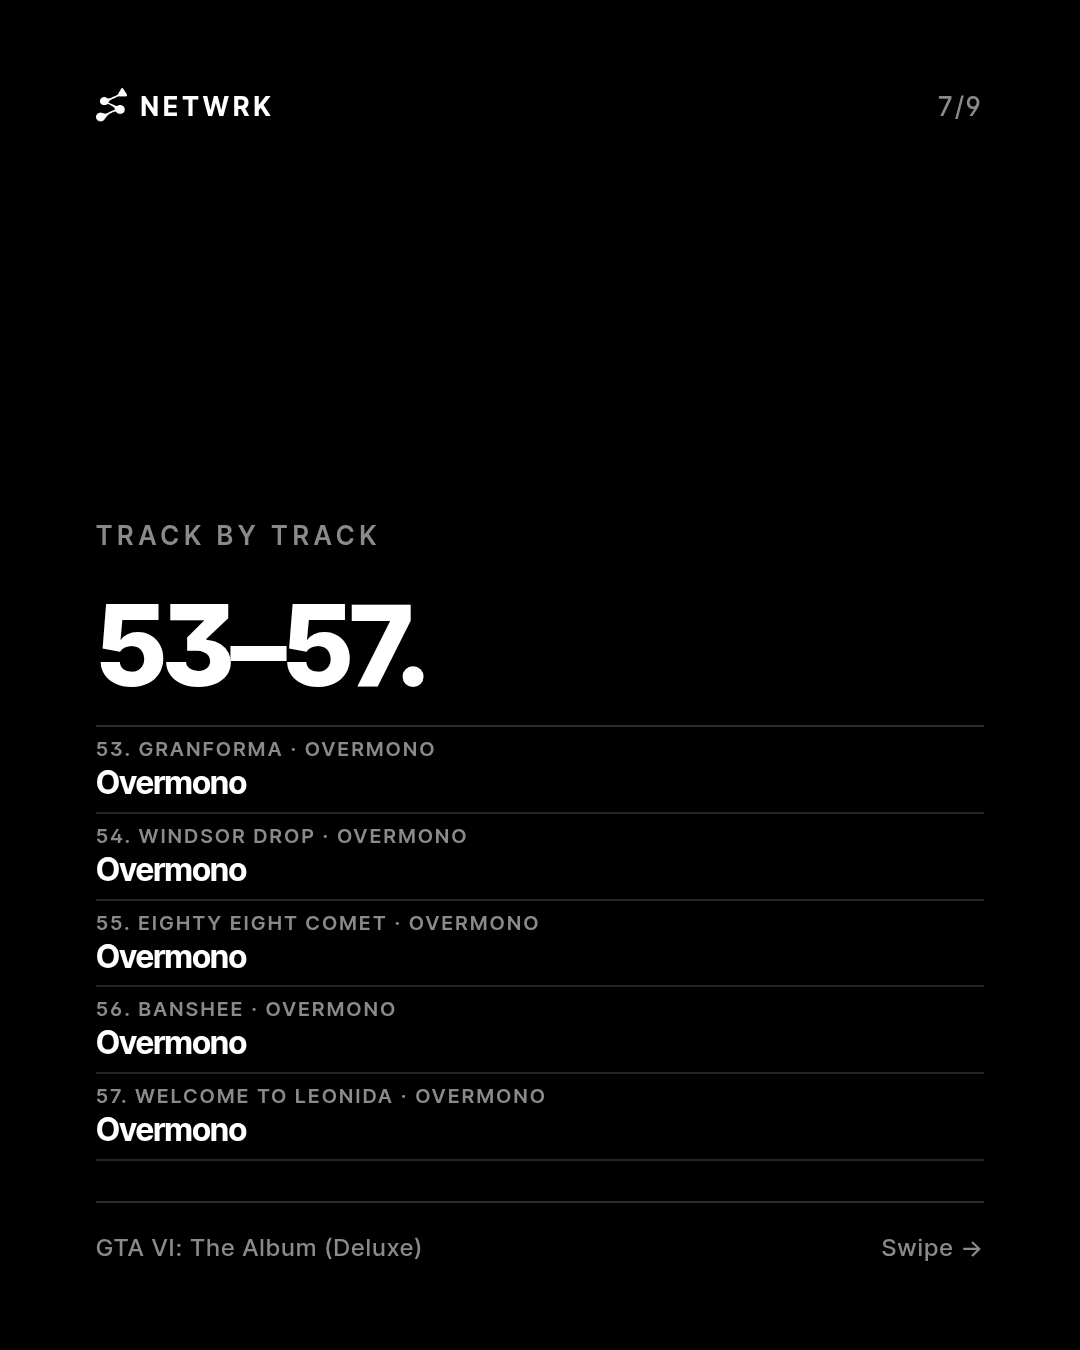 NETWRK
7/9
TRACK BY TRACK
53–57.
53. GRANFORMA · OVERMONO
Overmono
54. WINDSOR DROP · OVERMONO
Overmono
55. EIGHTY EIGHT COMET · OVERMONO
Overmono
56. BANSHEE · OVERMONO
Overmono
57. WELCOME TO LEONIDA · OVERMONO
Overmono
GTA VI: The Album (Deluxe)
Swipe →